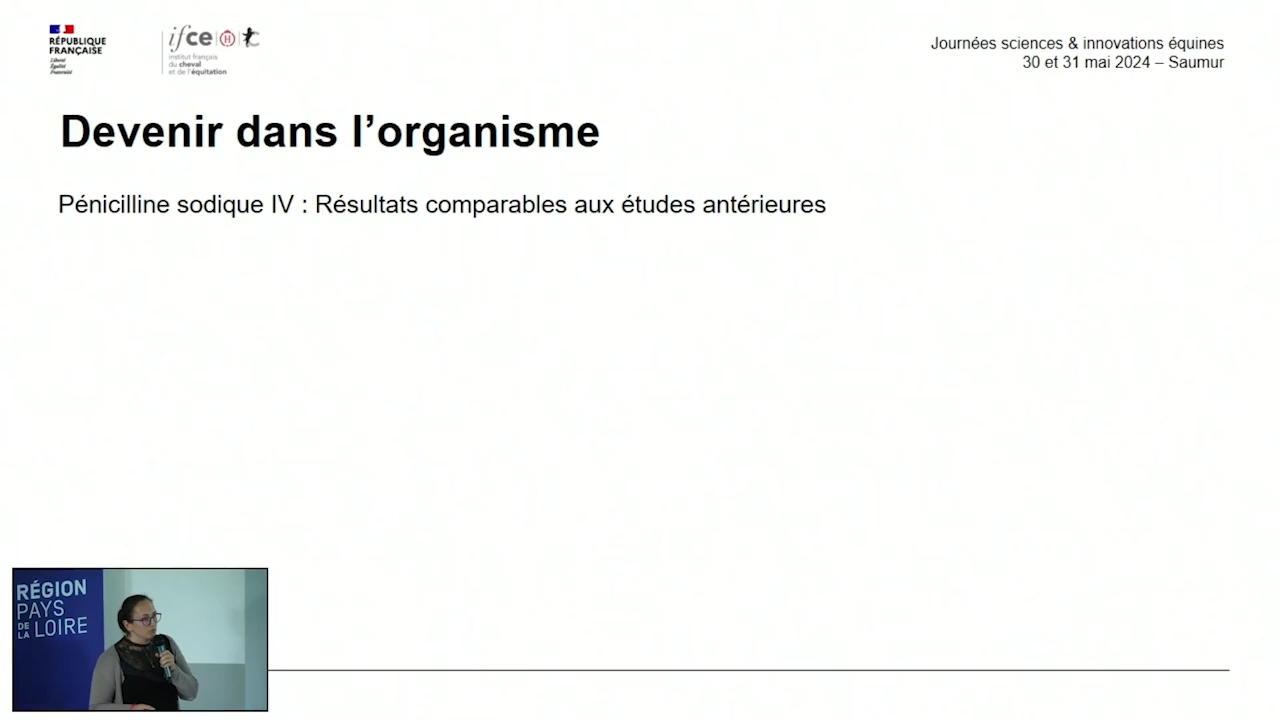 RÉPUBLIQUE
FRANÇAISE
Liberté
Égalité
Fraternité
ifce
institut français
du cheval
et de l'équitation
Journées sciences & innovations équines
30 et 31 mai 2024 – Saumur
Devenir dans l’organisme
Pénicilline sodique IV : Résultats comparables aux études antérieures
RÉGION
PAYS
DE LA LOIRE